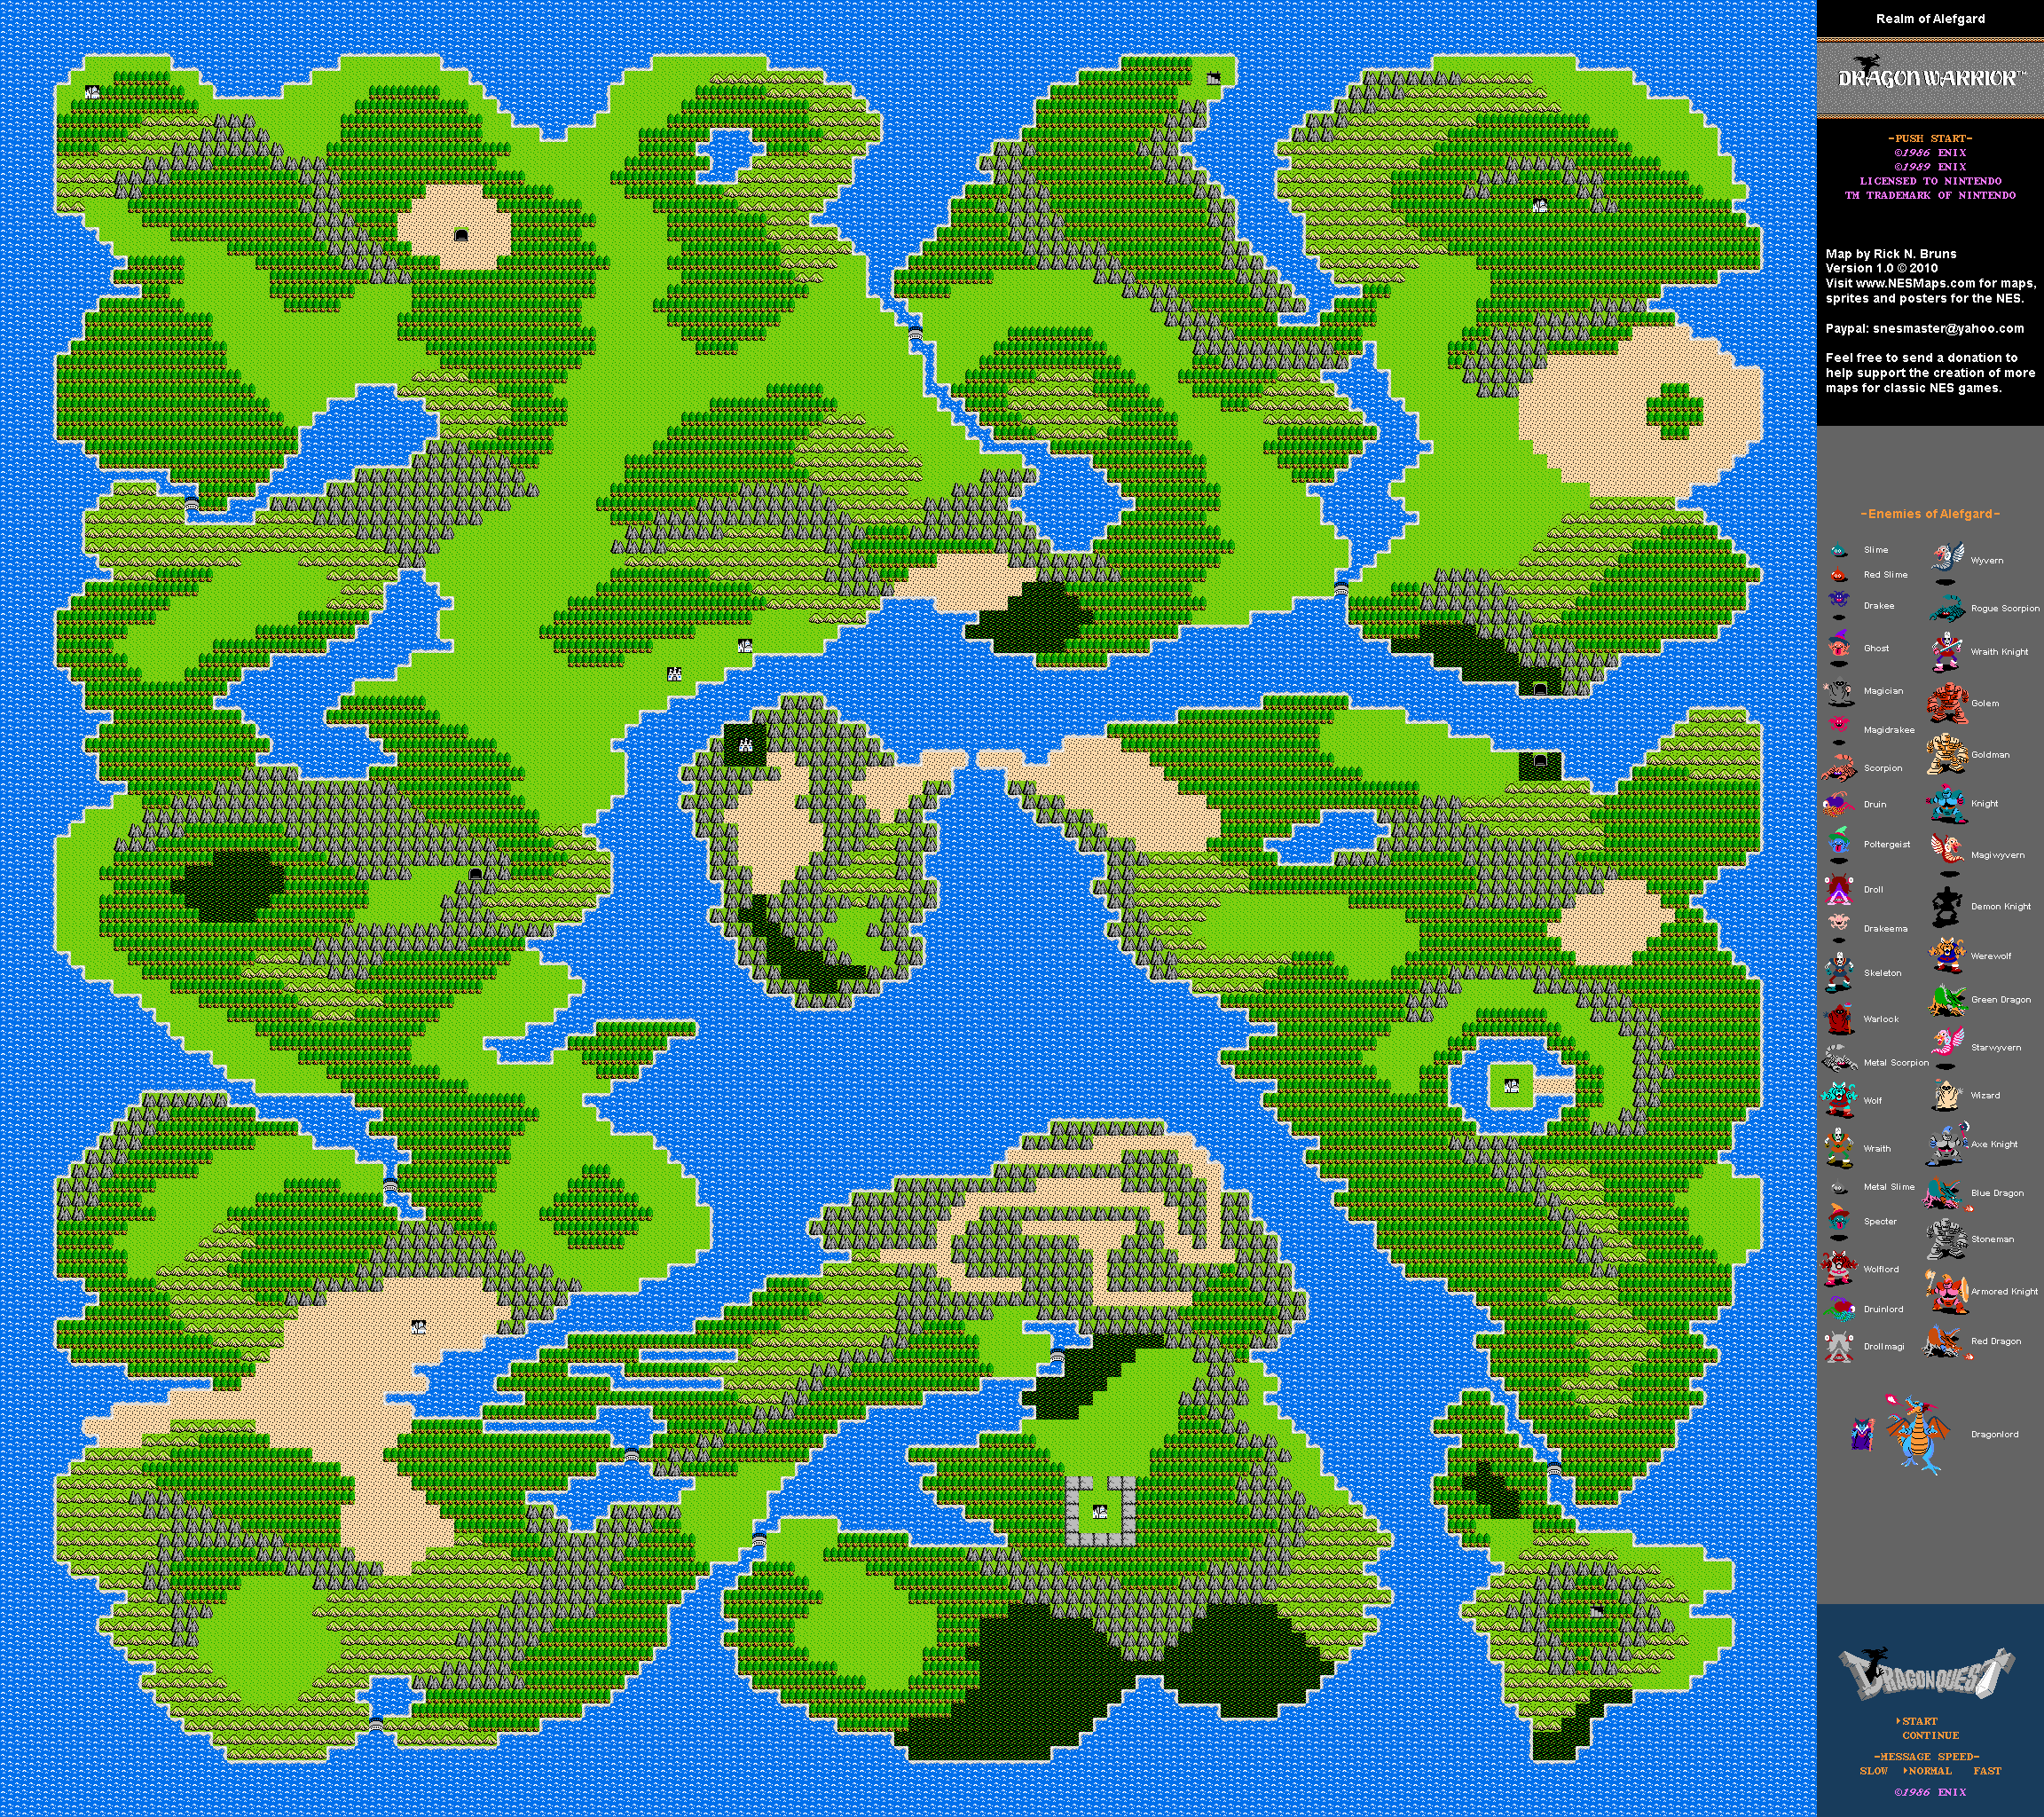 Realm of Alefgard
DRAGON WARRIOR™
-PUSH START-
©1986 ENIX
©1989 ENIX
LICENSED TO NINTENDO
TM TRADEMARK OF NINTENDO
Map by Rick N. Bruns
Version 1.0 © 2010
Visit www.NESMaps.com for maps,
sprites and posters for the NES.
Paypal: snesmaster@yahoo.com
Feel free to send a donation to
help support the creation of more
maps for classic NES games.
-Enemies of Alefgard-
Slime
Red Slime
Drakee
Ghost
Magician
Magidrakee
Scorpion
Druin
Poltergeist
Droll
Drakeema
Skeleton
Warlock
Metal Scorpion
Wolf
Wraith
Metal Slime
Specter
Wolflord
Druinlord
Drollmagi
Wyvern
Rogue Scorpion
Wraith Knight
Golem
Goldman
Knight
Magiwyvern
Demon Knight
Werewolf
Green Dragon
Starwyvern
Wizard
Axe Knight
Blue Dragon
Stoneman
Armored Knight
Red Dragon
Dragonlord
DRAGON QUEST
START
CONTINUE
-MESSAGE SPEED-
SLOW NORMAL FAST
©1986 ENIX